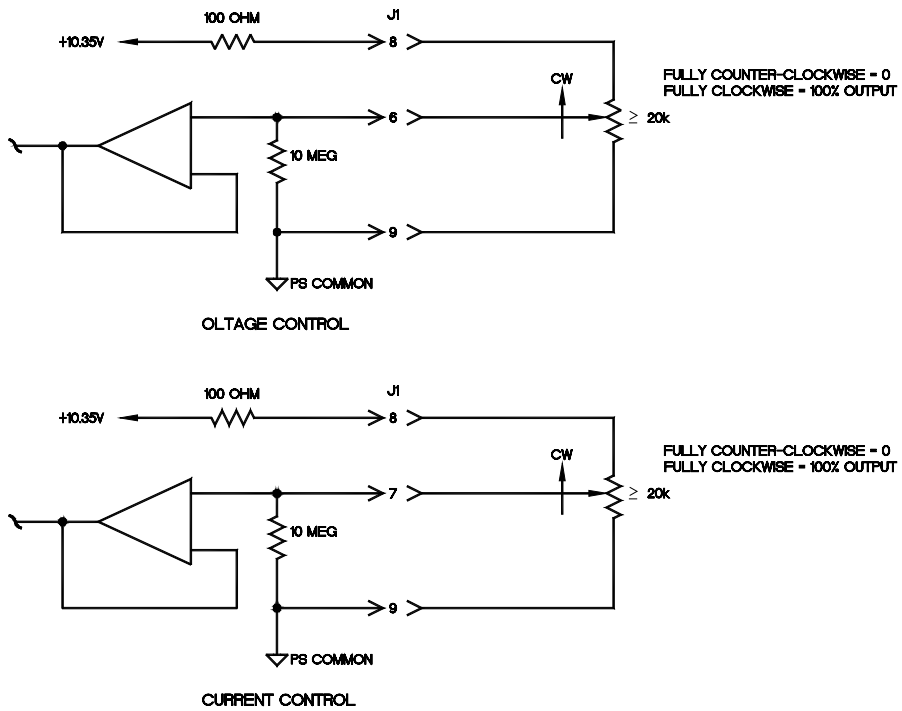 100 OHM
J1
+10.35V
8
FULLY COUNTER-CLOCKWISE = 0
FULLY CLOCKWISE = 100% OUTPUT
CW
6
≥ 20k
10 MEG
9
PS COMMON
OLTAGE CONTROL
100 OHM
J1
+10.35V
8
FULLY COUNTER-CLOCKWISE = 0
FULLY CLOCKWISE = 100% OUTPUT
CW
7
≥ 20k
10 MEG
9
PS COMMON
CURRENT CONTROL